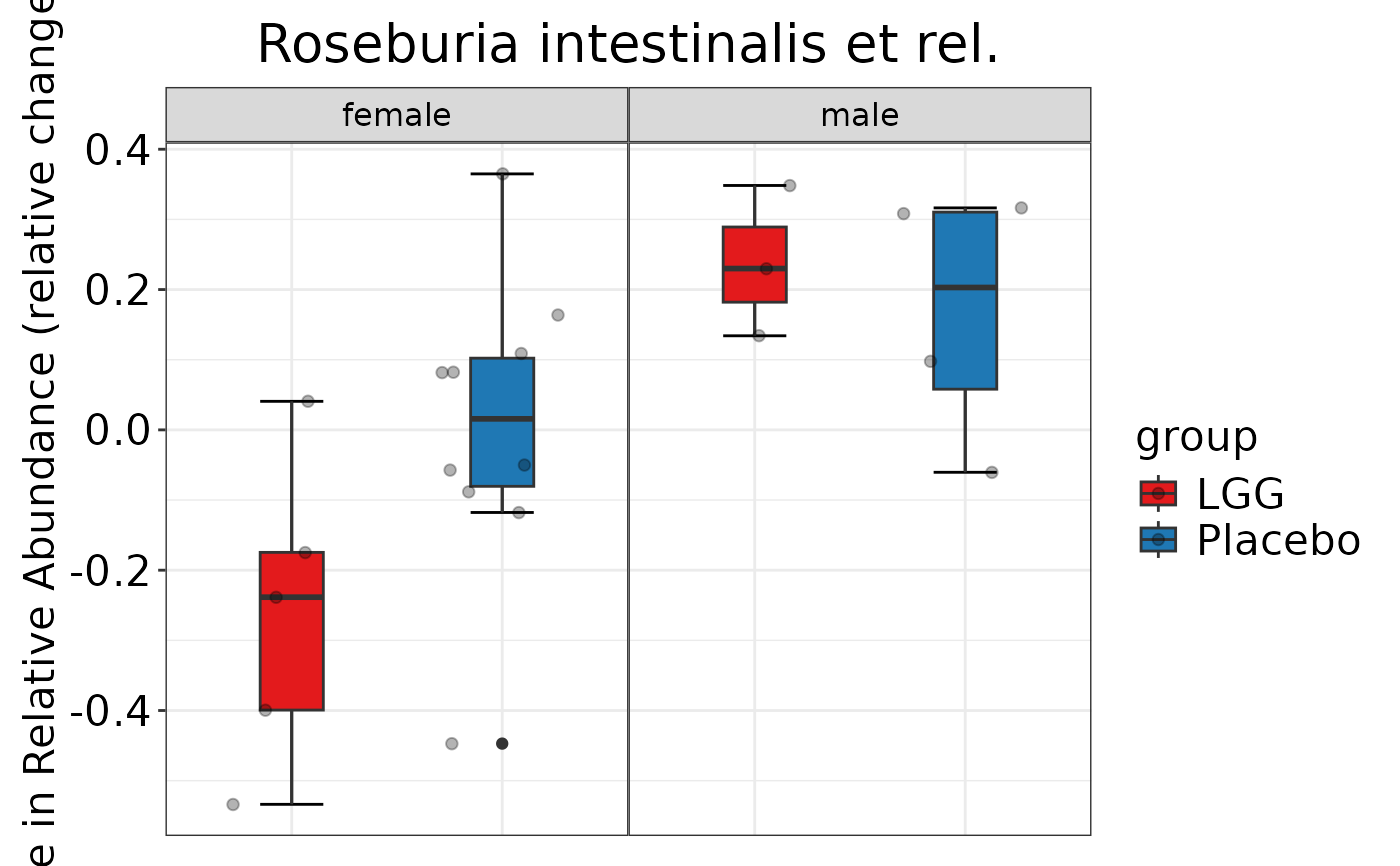 Roseburia intestinalis et rel.
female
male
e in Relative Abundance (relative change
0.4
0.2
0.0
-0.2
-0.4
group
LGG
Placebo